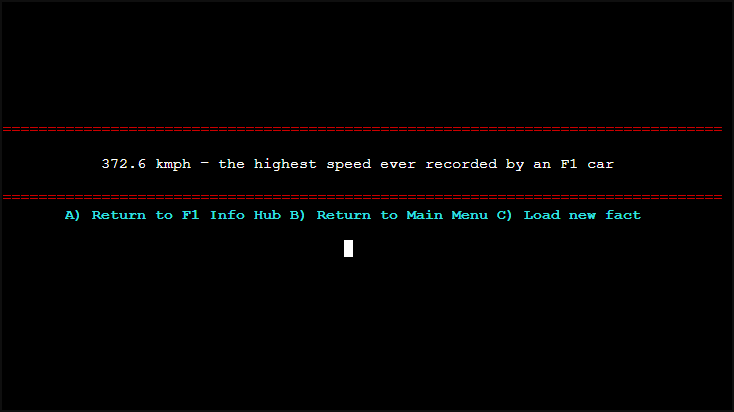 ================================================================================
372.6 kmph - the highest speed ever recorded by an F1 car
================================================================================
A) Return to F1 Info Hub B) Return to Main Menu C) Load new fact